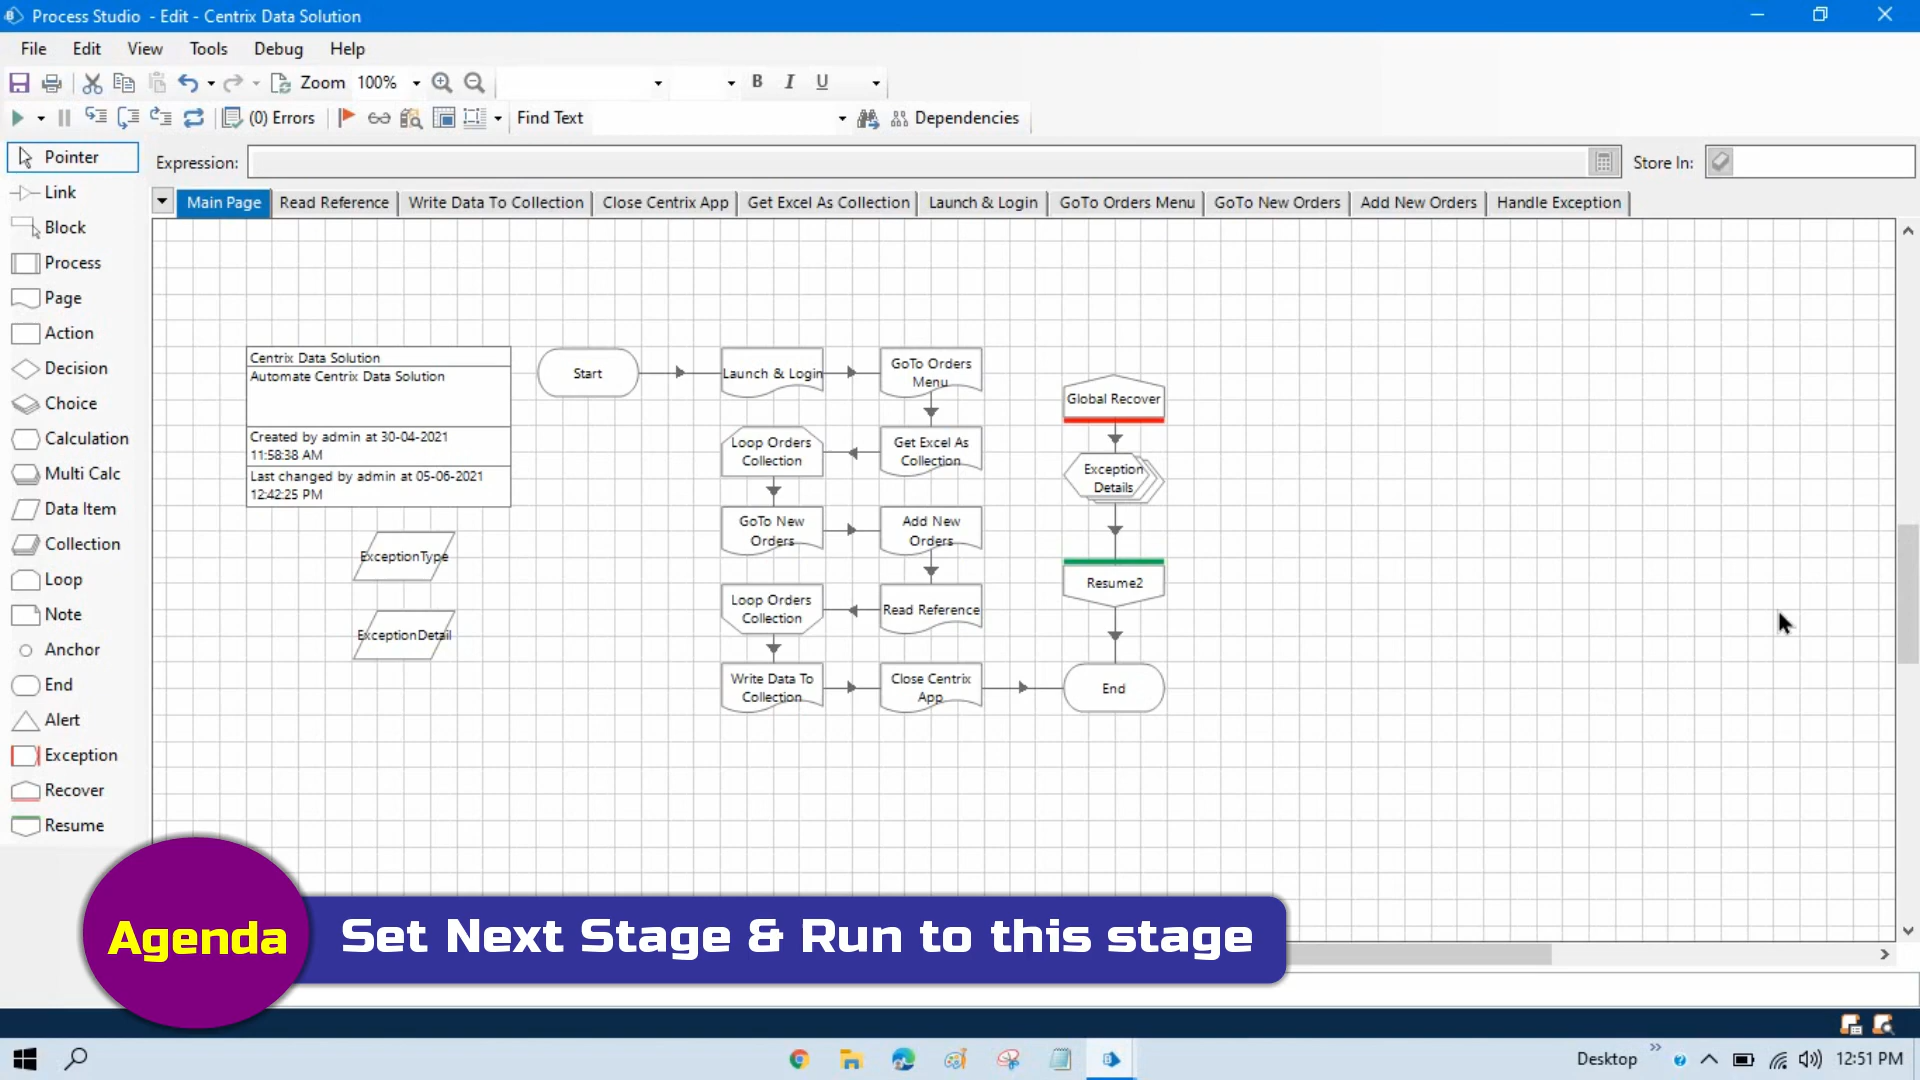 Process Studio - Edit - Centrix Data Solution
File Edit View Tools Debug Help
Zoom 100% B I U
(0) Errors Find Text Dependencies
Pointer
Link
Block
Process
Page
Action
Decision
Choice
Calculation
Multi Calc
Data Item
Collection
Loop
Note
Anchor
End
Alert
Exception
Recover
Resume
Expression: Store In:
Main Page Read Reference Write Data To Collection Close Centrix App Get Excel As Collection Launch & Login GoTo Orders Menu GoTo New Orders Add New Orders Handle Exception
Centrix Data Solution
Automate Centrix Data Solution
Created by admin at 30-04-2021
11:58:38 AM
Last changed by admin at 05-06-2021
12:42:25 PM
ExceptionType
ExceptionDetail
Start
Launch & Login
GoTo Orders
Menu
Loop Orders
Collection
Get Excel As
Collection
GoTo New
Orders
Add New
Orders
Loop Orders
Collection
Read Reference
Write Data To
Collection
Close Centrix
App
Global Recover
Exception
Details
Resume2
End
Agenda
Set Next Stage & Run to this stage
Desktop
12:51 PM